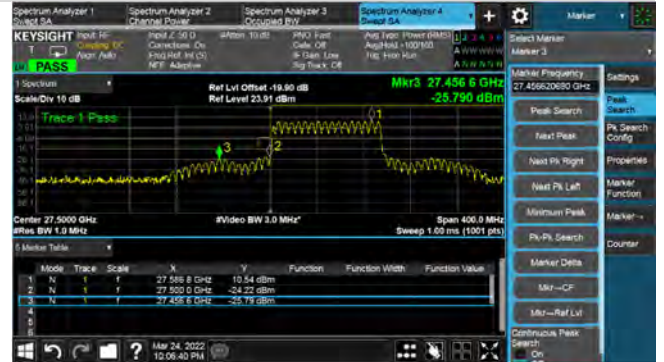 Spectrum Analyzer 1
Swept SA
Spectrum Analyzer 2
Channel Power
Spectrum Analyzer 3
Occupied BW
Spectrum Analyzer 4
Swept SA
+
Marker
KEYSIGHT Input: RF
Coupling: DC
Align: Auto
Input Z: 50 Ω
Corrections: On
Freq Ref: Int (S)
NFE: Adaptive
#Atten: 10 dB
PNO: Fast
Gate: Off
IF Gain: Low
Sig Track: Off
Avg Type: Power (RMS)
Avg|Hold: >100/100
Trig: Free Run
PASS
Select Marker
Marker 3
Marker Frequency
27.456620690 GHz
Settings
Peak Search
Peak
Search
Next Peak
Pk Search
Config
Next Pk Right
Properties
Next Pk Left
Marker
Function
Minimum Peak
Marker→
Pk-Pk Search
Counter
Marker Delta
Mkr→CF
Mkr→Ref Lvl
Continuous Peak
Search
On
1 Spectrum
Scale/Div 10 dB
Ref Lvl Offset -19.90 dB
Ref Level 23.91 dBm
Mkr3 27.456 6 GHz
-25.790 dBm
Trace 1 Pass
1
2
3
Center 27.5000 GHz
#Res BW 1.0 MHz
#Video BW 3.0 MHz*
Span 400.0 MHz
Sweep 1.00 ms (1001 pts)
5 Marker Table
Mode Trace Scale X Y Function Function Width Function Value
1 N 1 f 27.586 8 GHz 10.54 dBm
2 N 1 f 27.500 0 GHz -24.22 dBm
3 N 1 f 27.456 6 GHz -25.79 dBm
4
5
6
?
Mar 24, 2022
10:06:40 PM